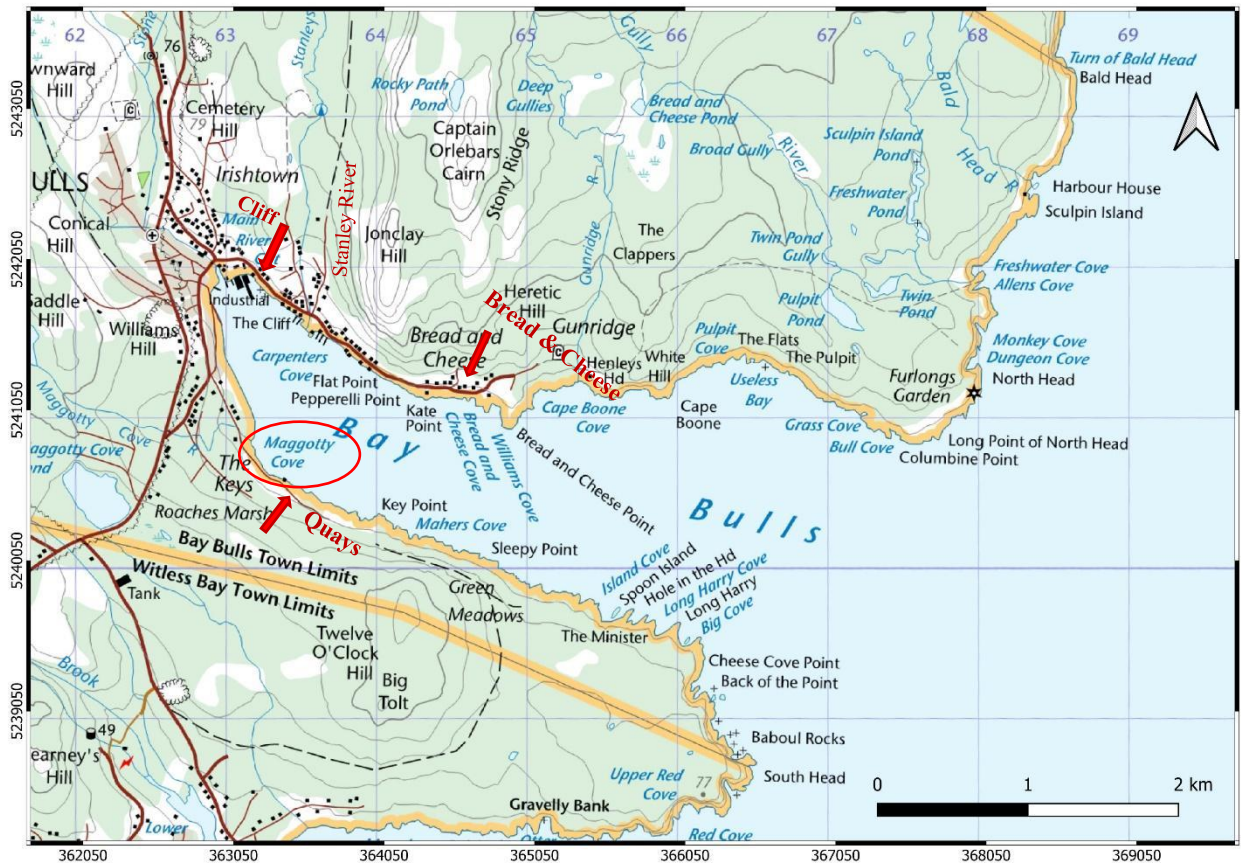 62
63
64
65
66
67
68
69
76
Stanleys
Gully
Turn of Bald Head
Bald Head
Hill
Cemetery
Hill
79
Rocky Path
Pond
Deep
Gullies
Bread and
Cheese Pond
Bald
Head R
Captain
Orlebars
Cairn
Stony Ridge
Broad Gully
River
Sculpin Island
Pond
Irishtown
ULLS
Conical
Hill
Main
River
Cliff
Stanley River
Jonclay
Hill
Gunridge R
The
Clappers
Freshwater
Pond
Twin Pond
Gully
Harbour House
Sculpin Island
Freshwater Cove
Allens Cove
Saddle
Hill
Williams
Hill
Industrial
The Cliff
Heretic
Hill
Gunridge
Bread and
Cheese
Bread & Cheese
Henleys
Hd
White
Hill
Pulpit
Cove
Pulpit
Pond
Twin
Pond
The Flats
The Pulpit
Monkey Cove
Dungeon Cove
North Head
Carpenters
Cove
Flat Point
Pepperelli Point
Kate
Point
Useless
Bay
Furlongs
Garden
Cape Boone
Cove
Cape
Boone
Grass Cove
Bull Cove
Long Point of North Head
Columbine Point
Maggotty
Cove
R
Maggotty
Cove
Bay
Bulls
Bread and
Cheese Cove
Williams Cove
Bread and Cheese Point
The
Keys
Roaches Marsh
Quays
Key Point
Mahers Cove
Sleepy Point
Bay Bulls Town Limits
Witless Bay Town Limits
Tank
Green
Meadows
Island Cove
Spoon Island
Hole in the Hd
Long Harry Cove
Long Harry
Big Cove
The Minister
Twelve
O'Clock
Hill
Big
Tolt
Cheese Cove Point
Back of the Point
Brook
49
Baboul Rocks
Hill
Upper Red
Cove
77
South Head
Gravelly Bank
Red Cove
Lower
0
1
2 km
5243050
5242050
5241050
5240050
5239050
362050
363050
364050
365050
366050
367050
368050
369050